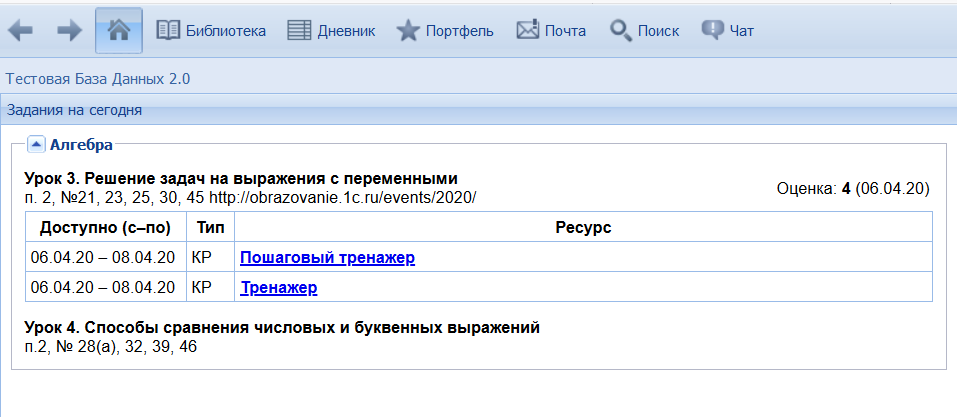 Библиотека Дневник Портфель Почта Поиск Чат
Тестовая База Данных 2.0
Задания на сегодня
Алгебра
Урок 3. Решение задач на выражения с переменными
п. 2, №21, 23, 25, 30, 45 http://obrazovanie.1c.ru/events/2020/
Оценка: 4 (06.04.20)
Доступно (с–по) Тип Ресурс
06.04.20 – 08.04.20 КР Пошаговый тренажер
06.04.20 – 08.04.20 КР Тренажер
Урок 4. Способы сравнения числовых и буквенных выражений
п.2, № 28(а), 32, 39, 46